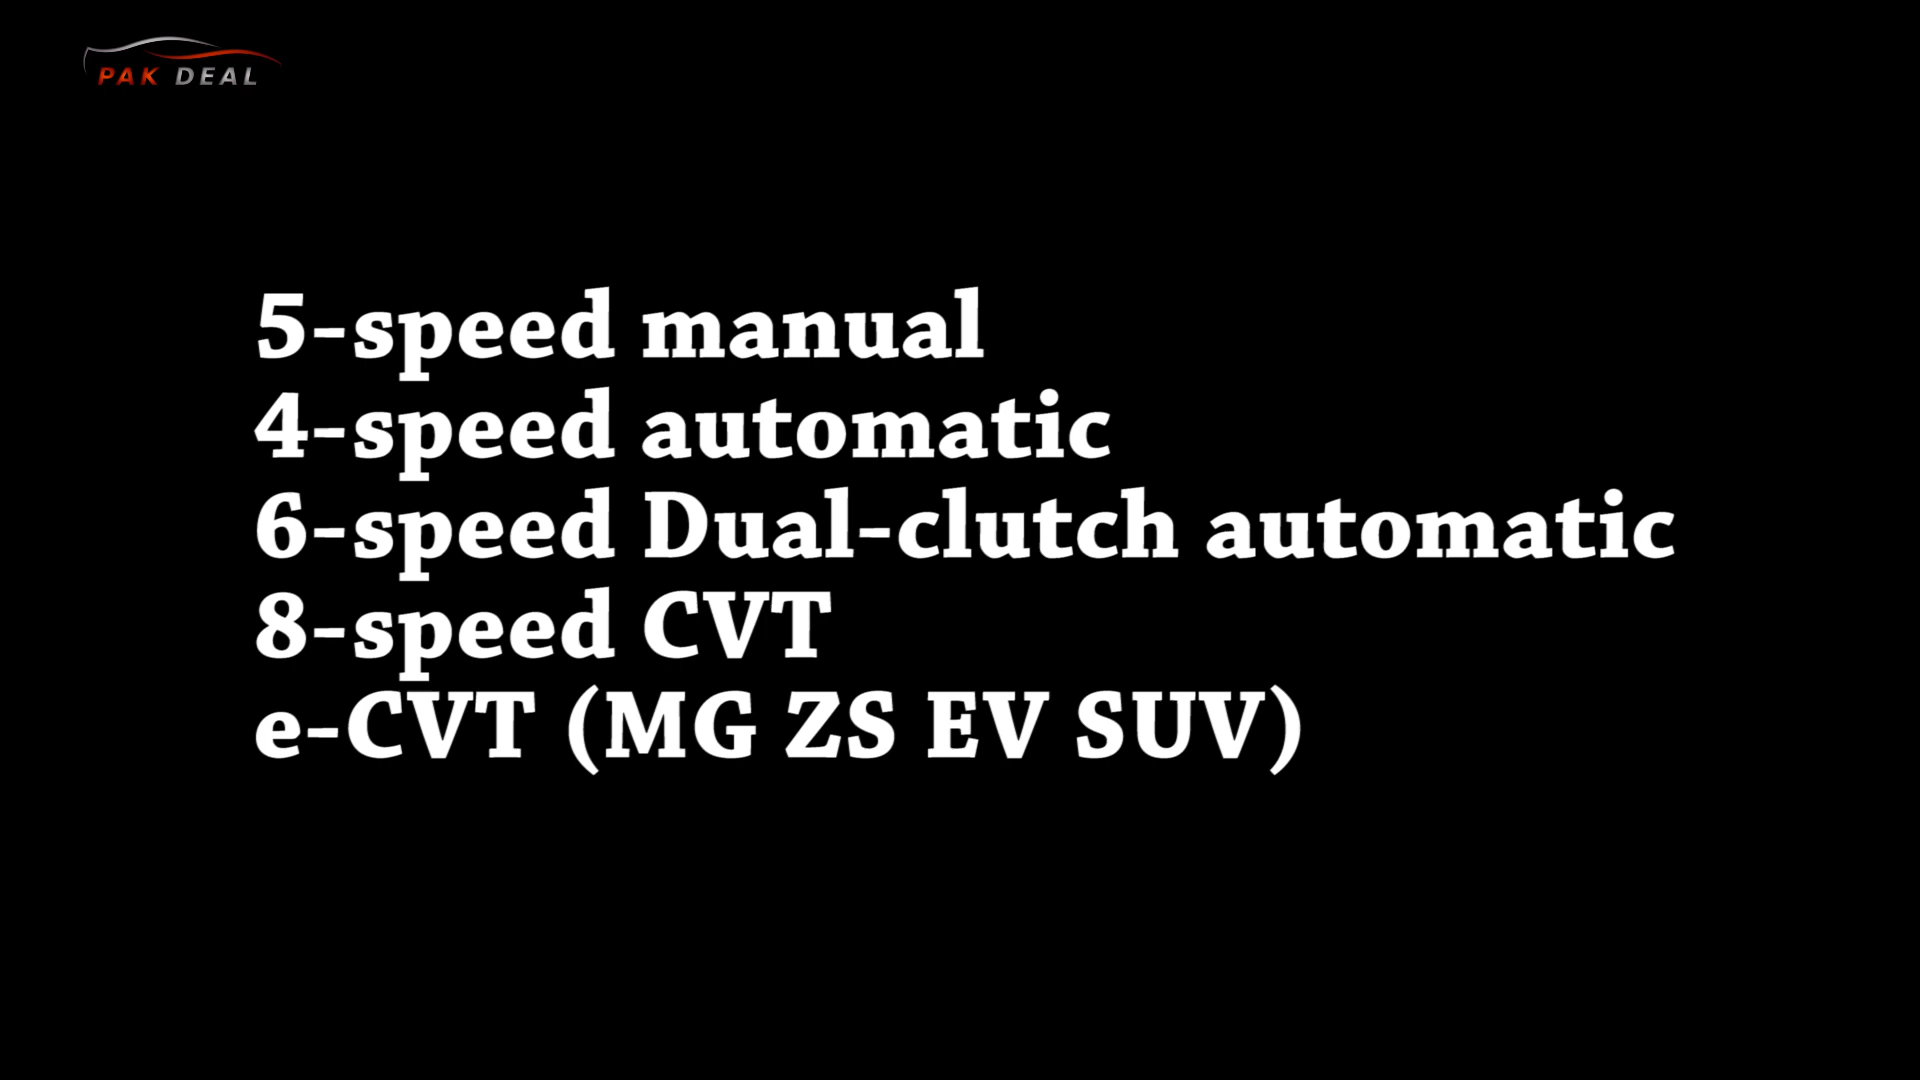 PAK DEAL
5-speed manual
4-speed automatic
6-speed Dual-clutch automatic
8-speed CVT
e-CVT (MG ZS EV SUV)